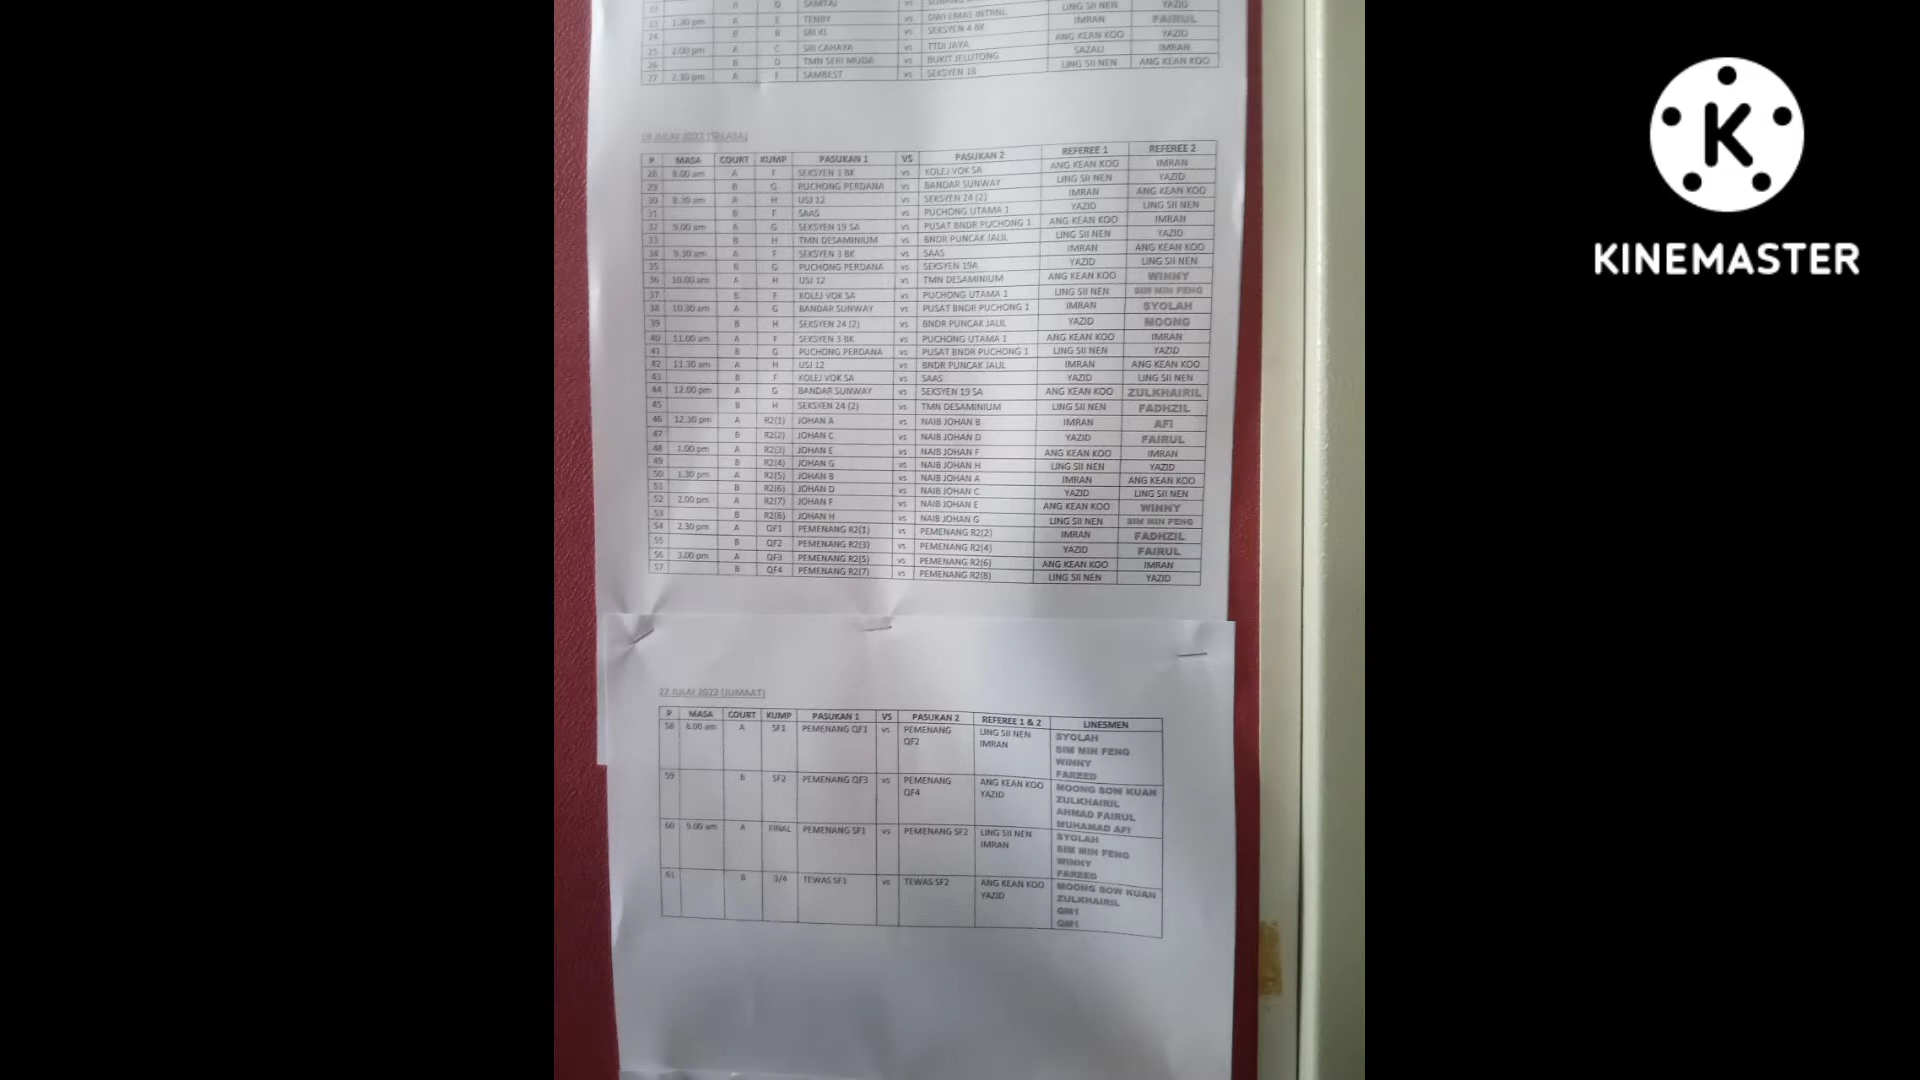 22 B D SAMTAJ vs LING SII NEN YAZID
23 1.30 pm A E TENBY vs DWI EMAS INTRNL IMRAN FAIRUL
24 B B SRI KL vs SEKSYEN 4 BK ANG KEAN KOO YAZID
25 2.00 pm A C SRI CAHAYA vs TTDI JAYA SAZALI IMRAN
26 B D TMN SERI MUDA vs BUKIT JELUTONG LING SII NEN ANG KEAN KOO
27 2.30 pm A E SAMBEST vs SEKSYEN 18
19 JULAI 2022 (SELASA)
P MASA COURT KUMP PASUKAN 1 VS PASUKAN 2 REFEREE 1 REFEREE 2
28 8.00 am A F SEKSYEN 3 BK vs KOLEJ VOK SA ANG KEAN KOO IMRAN
29 B G PUCHONG PERDANA vs BANDAR SUNWAY LING SII NEN YAZID
30 8.30 am A H USJ 12 vs SEKSYEN 24 (2) IMRAN ANG KEAN KOO
31 B F SAAS vs PUCHONG UTAMA 1 YAZID LING SII NEN
32 9.00 am A G SEKSYEN 19 SA vs PUSAT BNDR PUCHONG 1 ANG KEAN KOO IMRAN
33 B H TMN DESAMINIUM vs BNDR PUNCAK JALIL LING SII NEN YAZID
34 9.30 am A F SEKSYEN 3 BK vs SAAS IMRAN ANG KEAN KOO
35 B G PUCHONG PERDANA vs SEKSYEN 19A YAZID LING SII NEN
36 10.00 am A H USJ 12 vs TMN DESAMINIUM ANG KEAN KOO WINNY
37 B F KOLEJ VOK SA vs PUCHONG UTAMA 1 LING SII NEN SIM MIN FENG
38 10.30 am A G BANDAR SUNWAY vs PUSAT BNDR PUCHONG 1 IMRAN SYOLAH
39 B H SEKSYEN 24 (2) vs BNDR PUNCAK JALIL YAZID MOONG
40 11.00 am A F SEKSYEN 3 BK vs PUCHONG UTAMA 1 ANG KEAN KOO IMRAN
41 B G PUCHONG PERDANA vs PUSAT BNDR PUCHONG 1 LING SII NEN YAZID
42 11.30 am A H USJ 12 vs BNDR PUNCAK JALIL IMRAN ANG KEAN KOO
43 B F KOLEJ VOK SA vs SAAS YAZID LING SII NEN
44 12.00 pm A G BANDAR SUNWAY vs SEKSYEN 19 SA ANG KEAN KOO ZULKHAIRIL
45 B H SEKSYEN 24 (2) vs TMN DESAMINIUM LING SII NEN FADHZIL
46 12.30 pm A R2(1) JOHAN A vs NAIB JOHAN B IMRAN AFI
47 B R2(2) JOHAN C vs NAIB JOHAN D YAZID FAIRUL
48 1.00 pm A R2(3) JOHAN E vs NAIB JOHAN F ANG KEAN KOO IMRAN
49 B R2(4) JOHAN G vs NAIB JOHAN H LING SII NEN YAZID
50 1.30 pm A R2(5) JOHAN B vs NAIB JOHAN A IMRAN ANG KEAN KOO
51 B R2(6) JOHAN D vs NAIB JOHAN C YAZID LING SII NEN
52 2.00 pm A R2(7) JOHAN F vs NAIB JOHAN E ANG KEAN KOO WINNY
53 B R2(8) JOHAN H vs NAIB JOHAN G LING SII NEN SIM MIN FENG
54 2.30 pm A QF1 PEMENANG R2(1) vs PEMENANG R2(2) IMRAN FADHZIL
55 B QF2 PEMENANG R2(3) vs PEMENANG R2(4) YAZID FAIRUL
56 3.00 pm A QF3 PEMENANG R2(5) vs PEMENANG R2(6) ANG KEAN KOO IMRAN
57 B QF4 PEMENANG R2(7) vs PEMENANG R2(8) LING SII NEN YAZID
22 JULAI 2022 (JUMAAT)
P MASA COURT KUMP PASUKAN 1 VS PASUKAN 2 REFEREE 1 & 2 LINESMEN
58 8.00 am A SF1 PEMENANG QF1 vs PEMENANG LING SII NEN SYOLAH
QF2 IMRAN SIM MIN FENG
WINNY
FAREED
59 B SF2 PEMENANG QF3 vs PEMENANG ANG KEAN KOO MOONG SOW KUAN
QF4 YAZID ZULKHAIRIL
AHMAD FAIRUL
MUHAMAD AFI
60 9.00 am A FINAL PEMENANG SF1 vs PEMENANG SF2 LING SII NEN SYOLAH
IMRAN SIM MIN FENG
WINNY
FAREED
61 B 3/4 TEWAS SF1 vs TEWAS SF2 ANG KEAN KOO MOONG SOW KUAN
YAZID ZULKHAIRIL
GM1
GM1
K
KINEMASTER